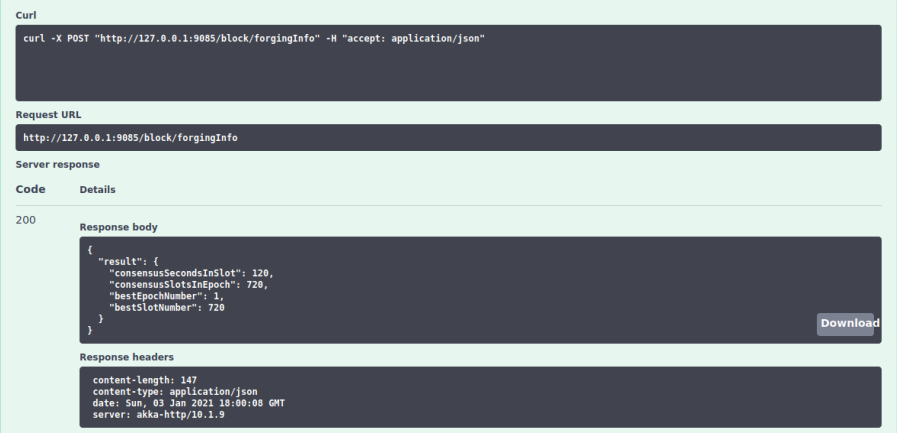 Curl
curl -X POST "http://127.0.0.1:9085/block/forgingInfo" -H "accept: application/json"
Request URL
http://127.0.0.1:9085/block/forgingInfo
Server response
Code Details
200
Response body
{
  "result": {
    "consensusSecondsInSlot": 120,
    "consensusSlotsInEpoch": 720,
    "bestEpochNumber": 1,
    "bestSlotNumber": 720
  }
}
Download
Response headers
content-length: 147
content-type: application/json
date: Sun, 03 Jan 2021 18:00:08 GMT
server: akka-http/10.1.9